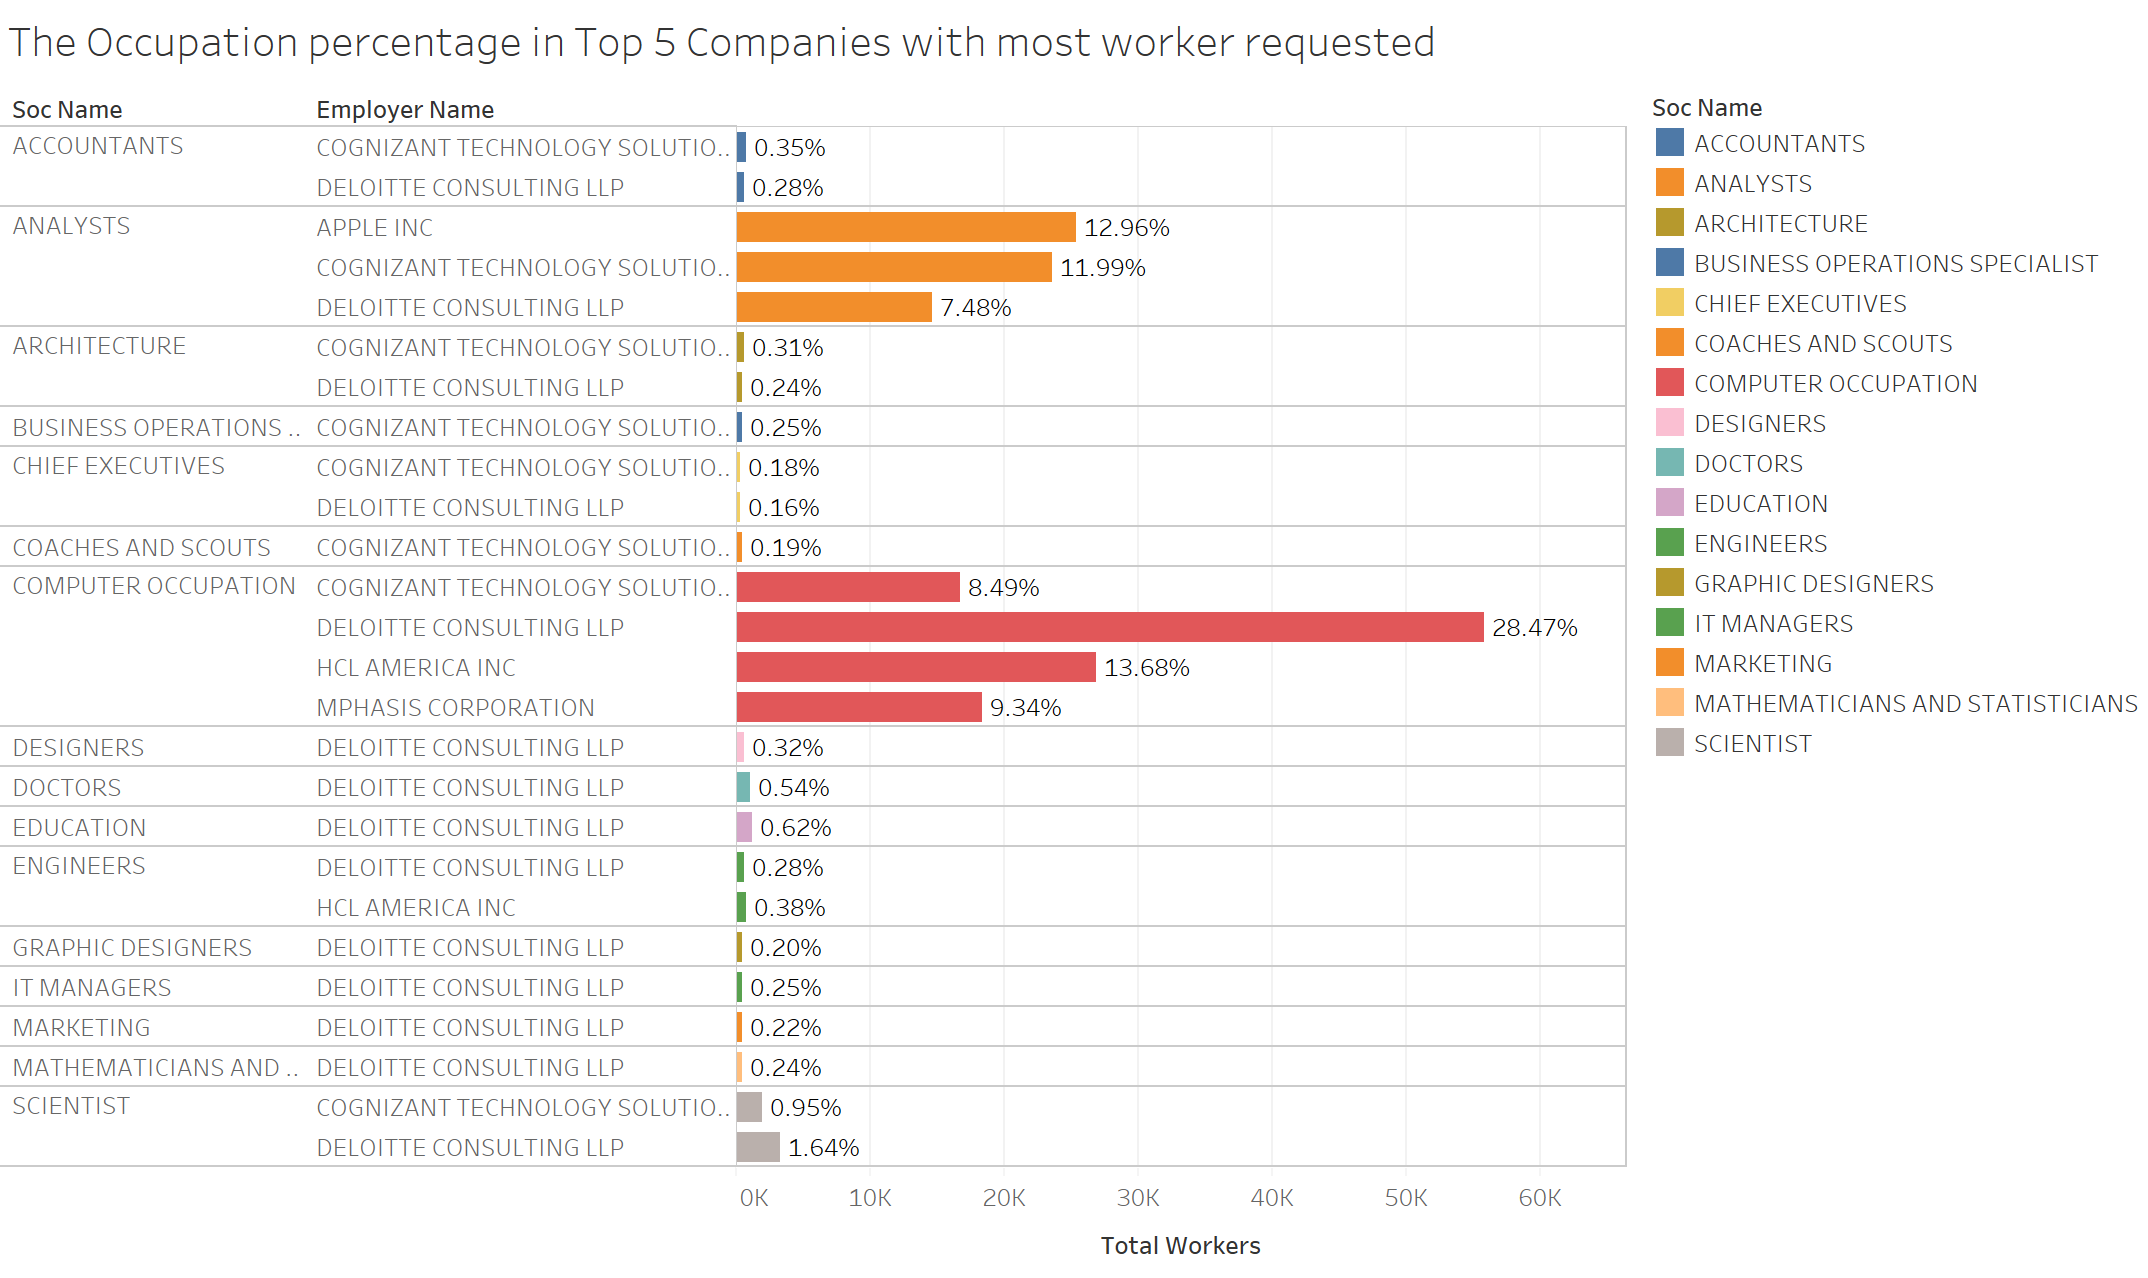 The Occupation percentage in Top 5 Companies with most worker requested
Soc Name Employer Name
ACCOUNTANTS COGNIZANT TECHNOLOGY SOLUTIO.. 0.35%
DELOITTE CONSULTING LLP 0.28%
ANALYSTS APPLE INC 12.96%
COGNIZANT TECHNOLOGY SOLUTIO.. 11.99%
DELOITTE CONSULTING LLP 7.48%
ARCHITECTURE COGNIZANT TECHNOLOGY SOLUTIO.. 0.31%
DELOITTE CONSULTING LLP 0.24%
BUSINESS OPERATIONS .. COGNIZANT TECHNOLOGY SOLUTIO.. 0.25%
CHIEF EXECUTIVES COGNIZANT TECHNOLOGY SOLUTIO.. 0.18%
DELOITTE CONSULTING LLP 0.16%
COACHES AND SCOUTS COGNIZANT TECHNOLOGY SOLUTIO.. 0.19%
COMPUTER OCCUPATION COGNIZANT TECHNOLOGY SOLUTIO.. 8.49%
DELOITTE CONSULTING LLP 28.47%
HCL AMERICA INC 13.68%
MPHASIS CORPORATION 9.34%
DESIGNERS DELOITTE CONSULTING LLP 0.32%
DOCTORS DELOITTE CONSULTING LLP 0.54%
EDUCATION DELOITTE CONSULTING LLP 0.62%
ENGINEERS DELOITTE CONSULTING LLP 0.28%
HCL AMERICA INC 0.38%
GRAPHIC DESIGNERS DELOITTE CONSULTING LLP 0.20%
IT MANAGERS DELOITTE CONSULTING LLP 0.25%
MARKETING DELOITTE CONSULTING LLP 0.22%
MATHEMATICIANS AND .. DELOITTE CONSULTING LLP 0.24%
SCIENTIST COGNIZANT TECHNOLOGY SOLUTIO.. 0.95%
DELOITTE CONSULTING LLP 1.64%
0K 10K 20K 30K 40K 50K 60K
Total Workers
Soc Name
ACCOUNTANTS
ANALYSTS
ARCHITECTURE
BUSINESS OPERATIONS SPECIALIST
CHIEF EXECUTIVES
COACHES AND SCOUTS
COMPUTER OCCUPATION
DESIGNERS
DOCTORS
EDUCATION
ENGINEERS
GRAPHIC DESIGNERS
IT MANAGERS
MARKETING
MATHEMATICIANS AND STATISTICIANS
SCIENTIST